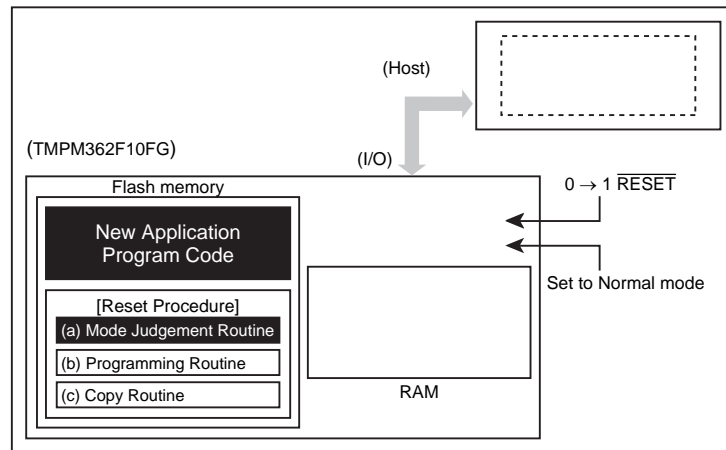 (Host)
(TMPM362F10FG)
(I/O)
Flash memory
0 → 1 RESET
New Application
Program Code
Set to Normal mode
[Reset Procedure]
(a) Mode Judgement Routine
(b) Programming Routine
(c) Copy Routine
RAM